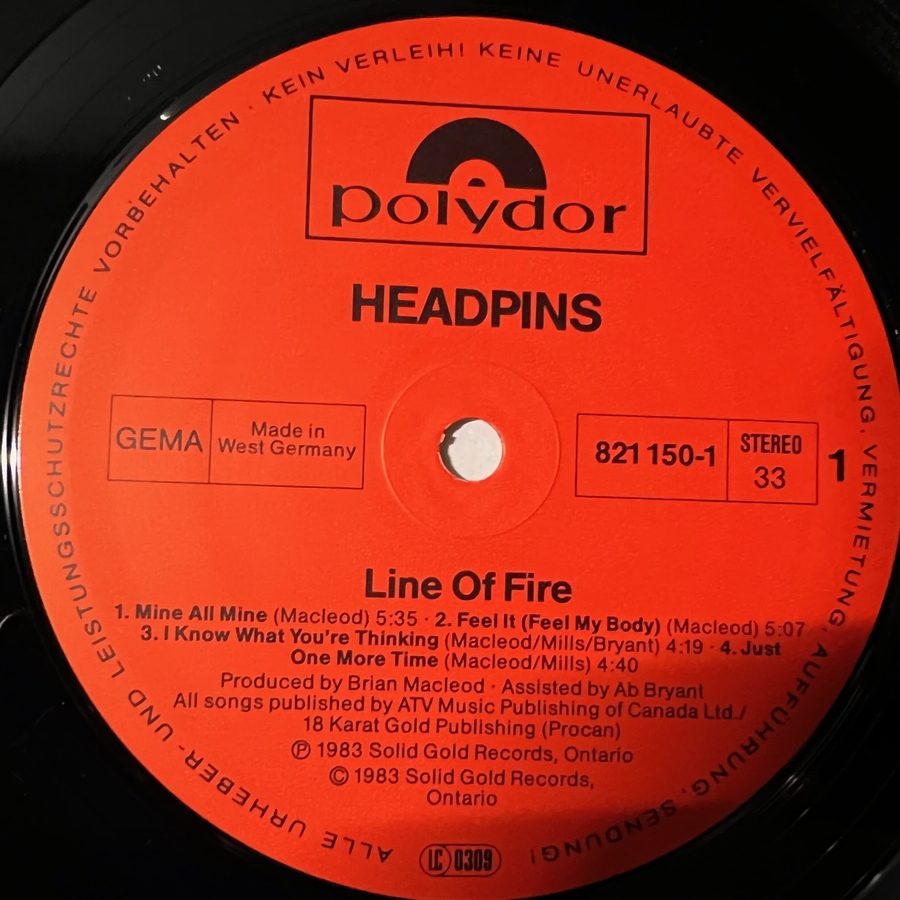 ALLE URHEBER- UND LEISTUNGSSCHUTZRECHTE VORBEHALTEN · KEIN VERLEIH! KEINE UNERLAUBTE VERVIELFÄLTIGUNG, VERMIETUNG, AUFFÜHRUNG, SENDUNG!
polydor
HEADPINS
GEMA
Made in
West Germany
821 150-1
STEREO
33
1
Line Of Fire
1. Mine All Mine (Macleod) 5:35 · 2. Feel It (Feel My Body) (Macleod) 5:07
3. I Know What You're Thinking (Macleod/Mills/Bryant) 4:19 · 4. Just
One More Time (Macleod/Mills) 4:40
Produced by Brian Macleod · Assisted by Ab Bryant
All songs published by ATV Music Publishing of Canada Ltd./
18 Karat Gold Publishing (Procan)
℗ 1983 Solid Gold Records, Ontario
© 1983 Solid Gold Records,
Ontario
LC 0309